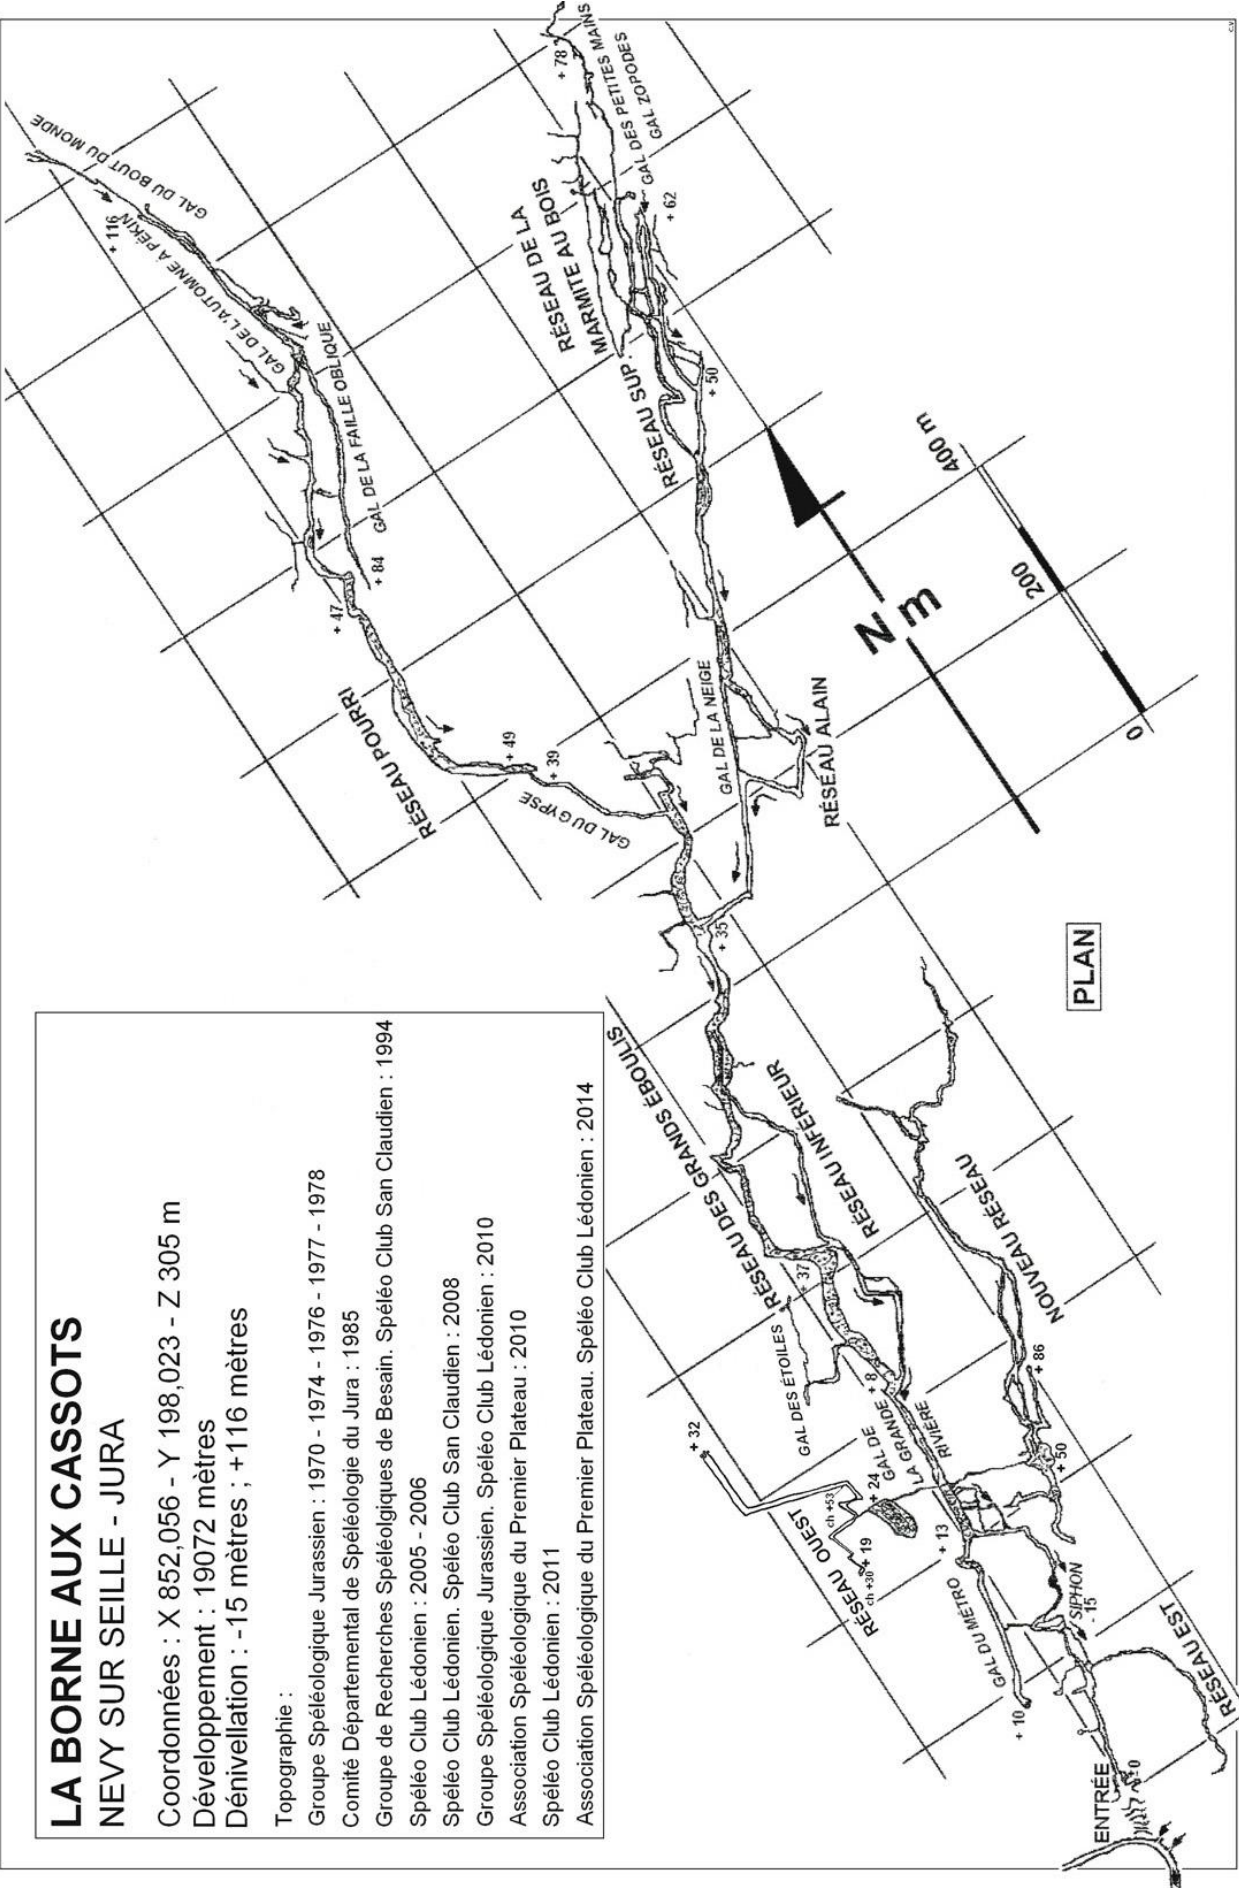 LA BORNE AUX CASSOTS
NEVY SUR SEILLE - JURA
Coordonnées : X 852,056 - Y 198,023 - Z 305 m
Développement : 19072 mètres
Dénivellation : -15 mètres ; +116 mètres
Topographie :
Groupe Spéléologique Jurassien : 1970 - 1974 - 1976 - 1977 - 1978
Comité Départemental de Spéléologie du Jura : 1985
Groupe de Recherches Spéléolgiques de Besain. Spéléo Club San Claudien : 1994
Spéléo Club Lédonien : 2005 - 2006
Spéléo Club Lédonien. Spéléo Club San Claudien : 2008
Groupe Spéléologique Jurassien. Spéléo Club Lédonien : 2010
Association Spéléologique du Premier Plateau : 2010
Spéléo Club Lédonien : 2011
Association Spéléologique du Premier Plateau. Spéléo Club Lédonien : 2014
GAL DU BOUT DU MONDE
+ 116
GAL DE L'AUTOMNE À PÉKIN
GAL DE LA FAILLE OBLIQUE
+ 84
+ 47
RÉSEAU POURRI
+ 49
+ 39
GAL DU GYPSE
+ 78
GAL DES PETITES MAINS
GAL ZOPODES
+ 62
RÉSEAU DE LA
MARMITE AU BOIS
RÉSEAU SUP.
+ 50
GAL DE LA NEIGE
RÉSEAU ALAIN
+ 35
N m
0
200
400 m
PLAN
RÉSEAU DES GRANDS ÉBOULIS
RÉSEAU INFÉRIEUR
+ 37
GAL DES ÉTOILES
+ 8
GAL DE
LA GRANDE
RIVIÈRE
NOUVEAU RÉSEAU
+ 86
+ 50
+ 32
+ 24
ch +53
RÉSEAU OUEST
+ 19
ch +30
+ 13
GAL DU MÉTRO
+ 10
SIPHON
- 15
RÉSEAU EST
ENTRÉE
±0
C.V